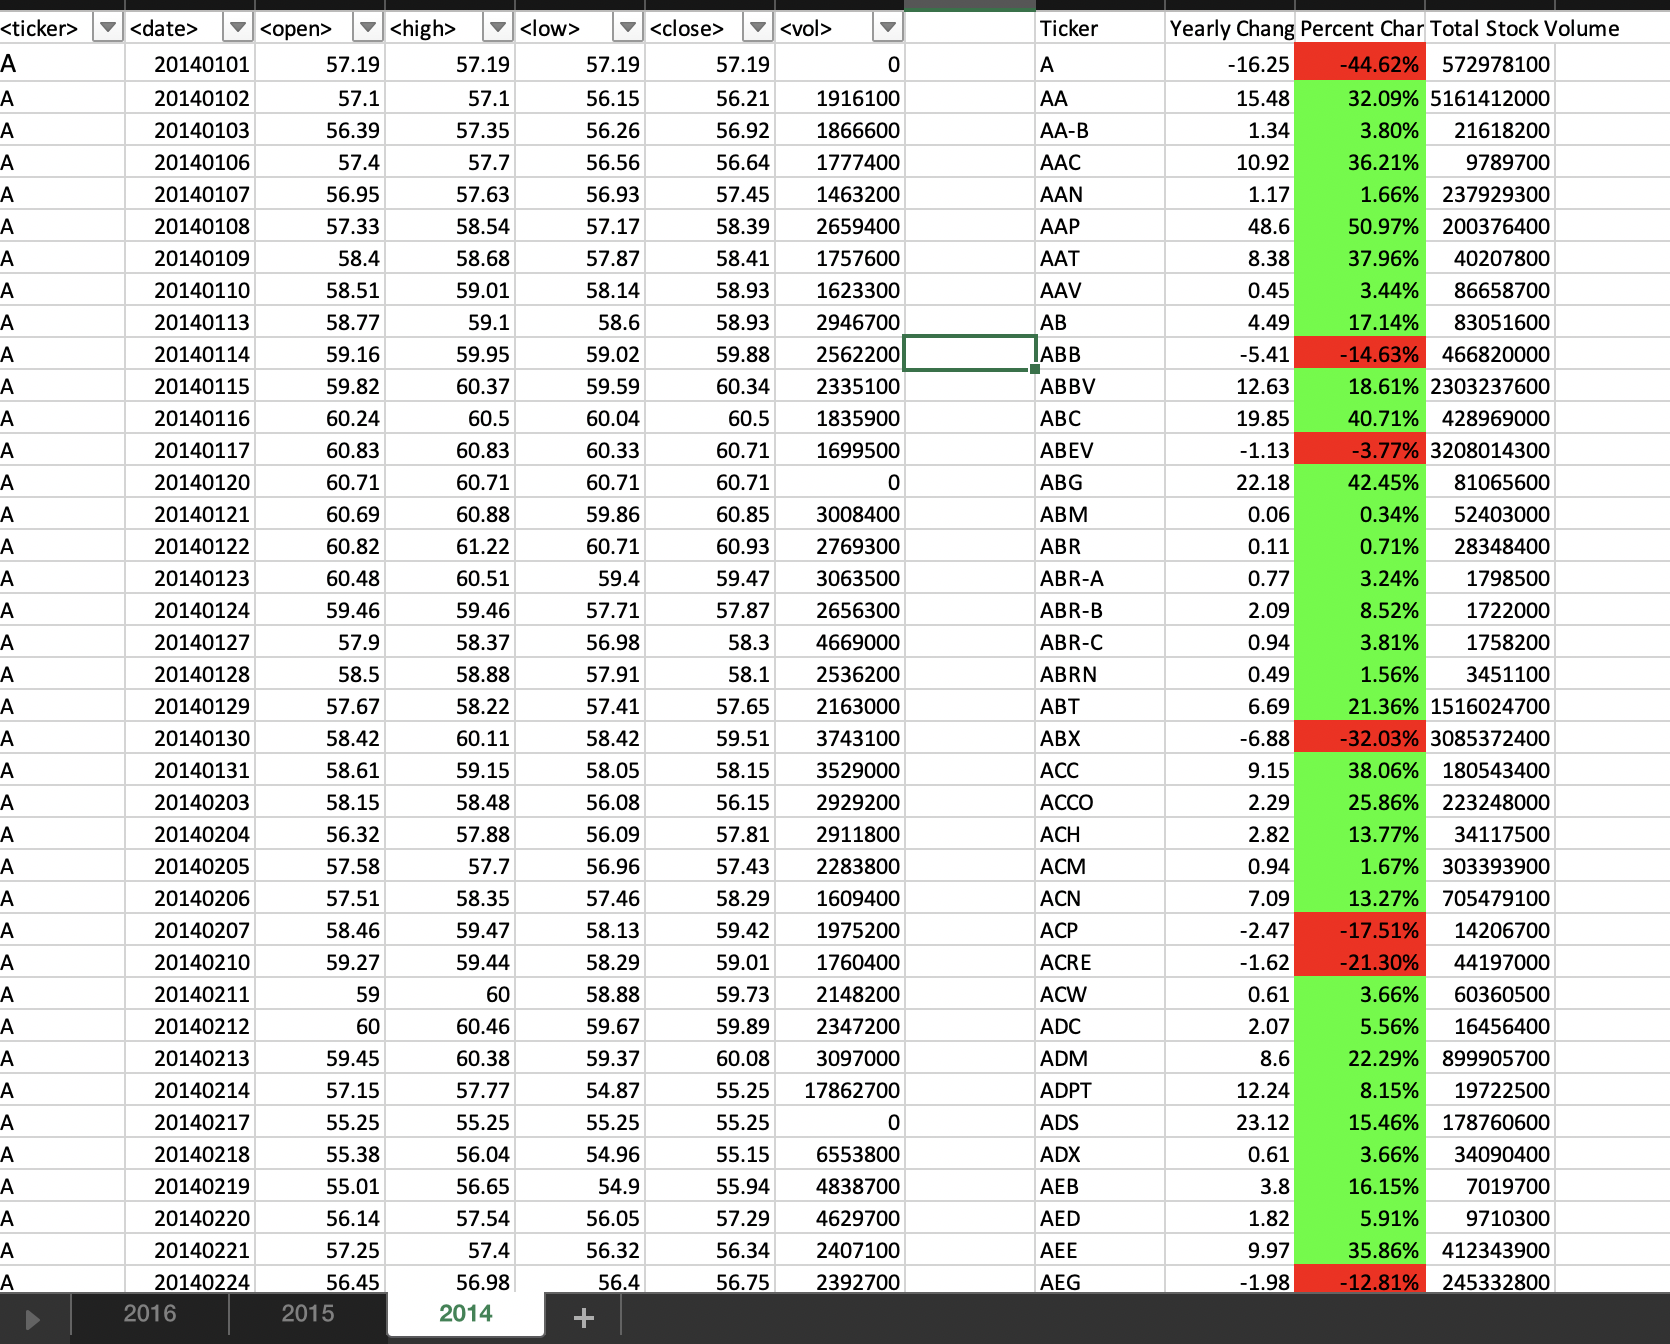 <ticker> <date> <open> <high> <low> <close> <vol> Ticker Yearly Chang Percent Char Total Stock Volume
A 20140101 57.19 57.19 57.19 57.19 0 A -16.25 -44.62% 572978100
A 20140102 57.1 57.1 56.15 56.21 1916100 AA 15.48 32.09% 5161412000
A 20140103 56.39 57.35 56.26 56.92 1866600 AA-B 1.34 3.80% 21618200
A 20140106 57.4 57.7 56.56 56.64 1777400 AAC 10.92 36.21% 9789700
A 20140107 56.95 57.63 56.93 57.45 1463200 AAN 1.17 1.66% 237929300
A 20140108 57.33 58.54 57.17 58.39 2659400 AAP 48.6 50.97% 200376400
A 20140109 58.4 58.68 57.87 58.41 1757600 AAT 8.38 37.96% 40207800
A 20140110 58.51 59.01 58.14 58.93 1623300 AAV 0.45 3.44% 86658700
A 20140113 58.77 59.1 58.6 58.93 2946700 AB 4.49 17.14% 83051600
A 20140114 59.16 59.95 59.02 59.88 2562200 ABB -5.41 -14.63% 466820000
A 20140115 59.82 60.37 59.59 60.34 2335100 ABBV 12.63 18.61% 2303237600
A 20140116 60.24 60.5 60.04 60.5 1835900 ABC 19.85 40.71% 428969000
A 20140117 60.83 60.83 60.33 60.71 1699500 ABEV -1.13 -3.77% 3208014300
A 20140120 60.71 60.71 60.71 60.71 0 ABG 22.18 42.45% 81065600
A 20140121 60.69 60.88 59.86 60.85 3008400 ABM 0.06 0.34% 52403000
A 20140122 60.82 61.22 60.71 60.93 2769300 ABR 0.11 0.71% 28348400
A 20140123 60.48 60.51 59.4 59.47 3063500 ABR-A 0.77 3.24% 1798500
A 20140124 59.46 59.46 57.71 57.87 2656300 ABR-B 2.09 8.52% 1722000
A 20140127 57.9 58.37 56.98 58.3 4669000 ABR-C 0.94 3.81% 1758200
A 20140128 58.5 58.88 57.91 58.1 2536200 ABRN 0.49 1.56% 3451100
A 20140129 57.67 58.22 57.41 57.65 2163000 ABT 6.69 21.36% 1516024700
A 20140130 58.42 60.11 58.42 59.51 3743100 ABX -6.88 -32.03% 3085372400
A 20140131 58.61 59.15 58.05 58.15 3529000 ACC 9.15 38.06% 180543400
A 20140203 58.15 58.48 56.08 56.15 2929200 ACCO 2.29 25.86% 223248000
A 20140204 56.32 57.88 56.09 57.81 2911800 ACH 2.82 13.77% 34117500
A 20140205 57.58 57.7 56.96 57.43 2283800 ACM 0.94 1.67% 303393900
A 20140206 57.51 58.35 57.46 58.29 1609400 ACN 7.09 13.27% 705479100
A 20140207 58.46 59.47 58.13 59.42 1975200 ACP -2.47 -17.51% 14206700
A 20140210 59.27 59.44 58.29 59.01 1760400 ACRE -1.62 -21.30% 44197000
A 20140211 59 60 58.88 59.73 2148200 ACW 0.61 3.66% 60360500
A 20140212 60 60.46 59.67 59.89 2347200 ADC 2.07 5.56% 16456400
A 20140213 59.45 60.38 59.37 60.08 3097000 ADM 8.6 22.29% 899905700
A 20140214 57.15 57.77 54.87 55.25 17862700 ADPT 12.24 8.15% 19722500
A 20140217 55.25 55.25 55.25 55.25 0 ADS 23.12 15.46% 178760600
A 20140218 55.38 56.04 54.96 55.15 6553800 ADX 0.61 3.66% 34090400
A 20140219 55.01 56.65 54.9 55.94 4838700 AEB 3.8 16.15% 7019700
A 20140220 56.14 57.54 56.05 57.29 4629700 AED 1.82 5.91% 9710300
A 20140221 57.25 57.4 56.32 56.34 2407100 AEE 9.97 35.86% 412343900
A 20140224 56.45 56.98 56.4 56.75 2392700 AEG -1.98 -12.81% 245332800
2016 2015 2014 +